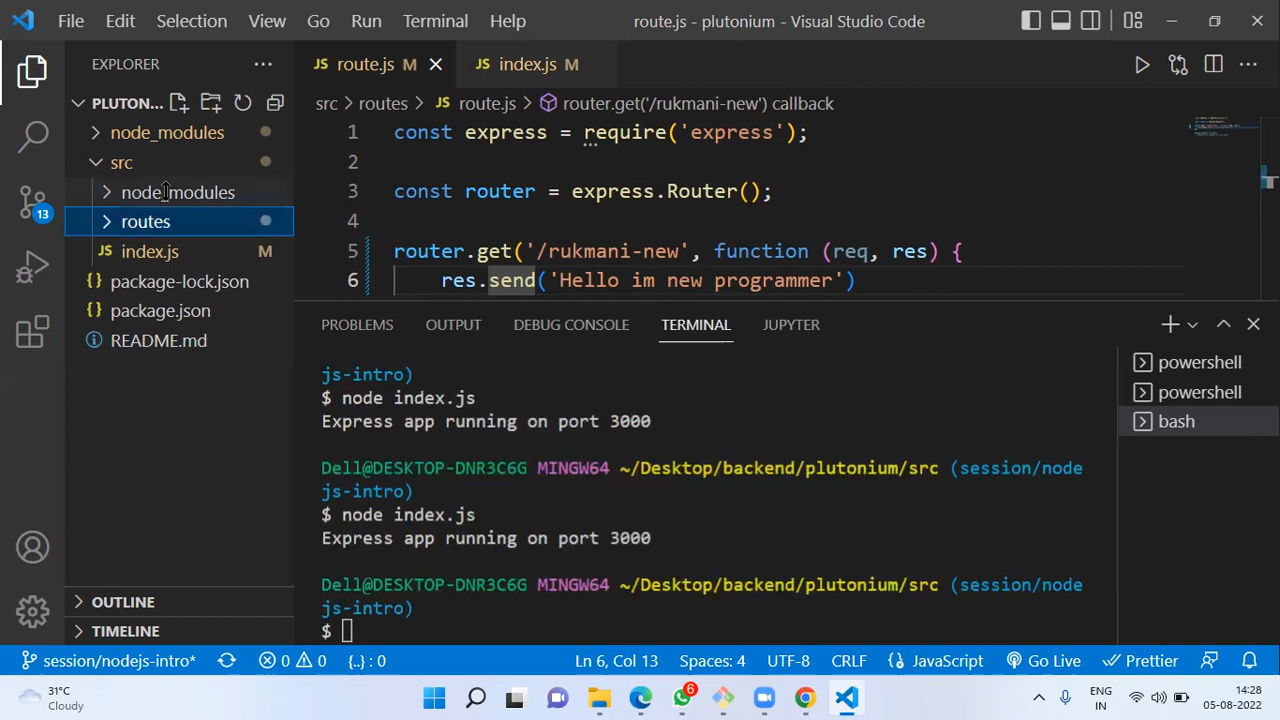 File Edit Selection View Go Run Terminal Help route.js - plutonium - Visual Studio Code
EXPLORER
PLUTON...
node_modules
src
node_modules
routes
index.js M
package-lock.json
package.json
README.md
OUTLINE
TIMELINE
13
route.js M
index.js M
src > routes > route.js > router.get('/rukmani-new') callback
1 const express = require('express');
2
3 const router = express.Router();
4
5 router.get('/rukmani-new', function (req, res) {
6 res.send('Hello im new programmer')
PROBLEMS OUTPUT DEBUG CONSOLE TERMINAL JUPYTER
js-intro)
$ node index.js
Express app running on port 3000
Dell@DESKTOP-DNR3C6G MINGW64 ~/Desktop/backend/plutonium/src (session/node
js-intro)
$ node index.js
Express app running on port 3000
Dell@DESKTOP-DNR3C6G MINGW64 ~/Desktop/backend/plutonium/src (session/node
js-intro)
$
powershell
powershell
bash
session/nodejs-intro* 0 0 {..} : 0 Ln 6, Col 13 Spaces: 4 UTF-8 CRLF JavaScript Go Live Prettier
31°C
Cloudy
6
ENG
IN
14:28
05-08-2022